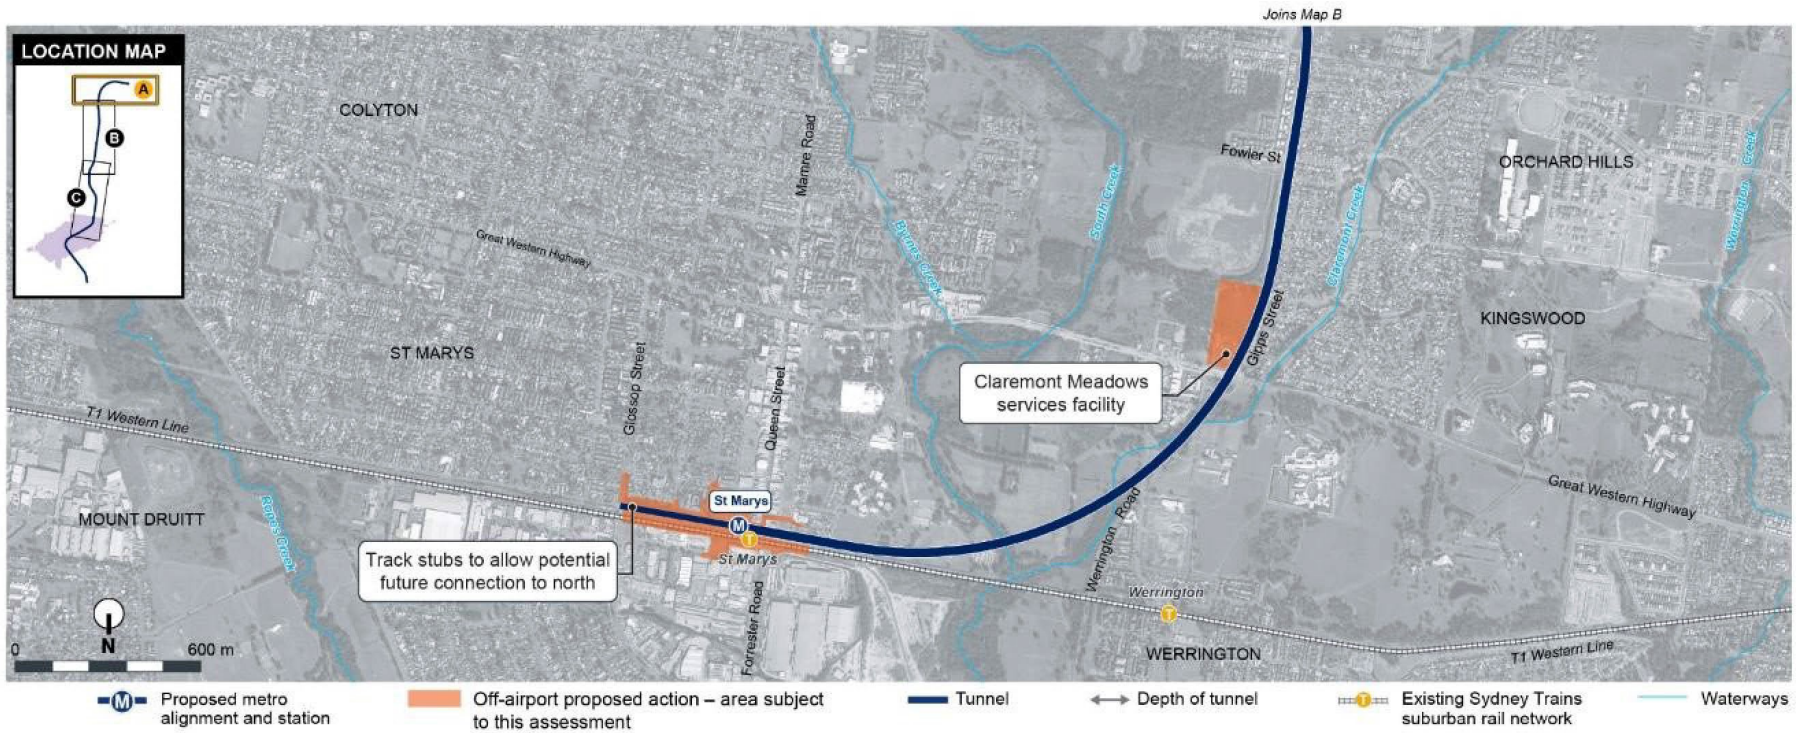 Joins Map B
LOCATION MAP
A
B
C
COLYTON
Mamre Road
Fowler St
ORCHARD HILLS
Werrington Creek
South Creek
Byrnes Creek
Claremont Creek
Great Western Highway
ST MARYS
Glossop Street
Queen Street
Gipps Street
KINGSWOOD
Claremont Meadows
services facility
T1 Western Line
MOUNT DRUITT
Ropes Creek
St Marys
M
T
St Marys
Track stubs to allow potential
future connection to north
Forrester Road
Werrington Road
Great Western Highway
Werrington
T
WERRINGTON
T1 Western Line
N
0
600 m
M
Proposed metro
alignment and station
Off-airport proposed action – area subject
to this assessment
Tunnel
Depth of tunnel
T
Existing Sydney Trains
suburban rail network
Waterways